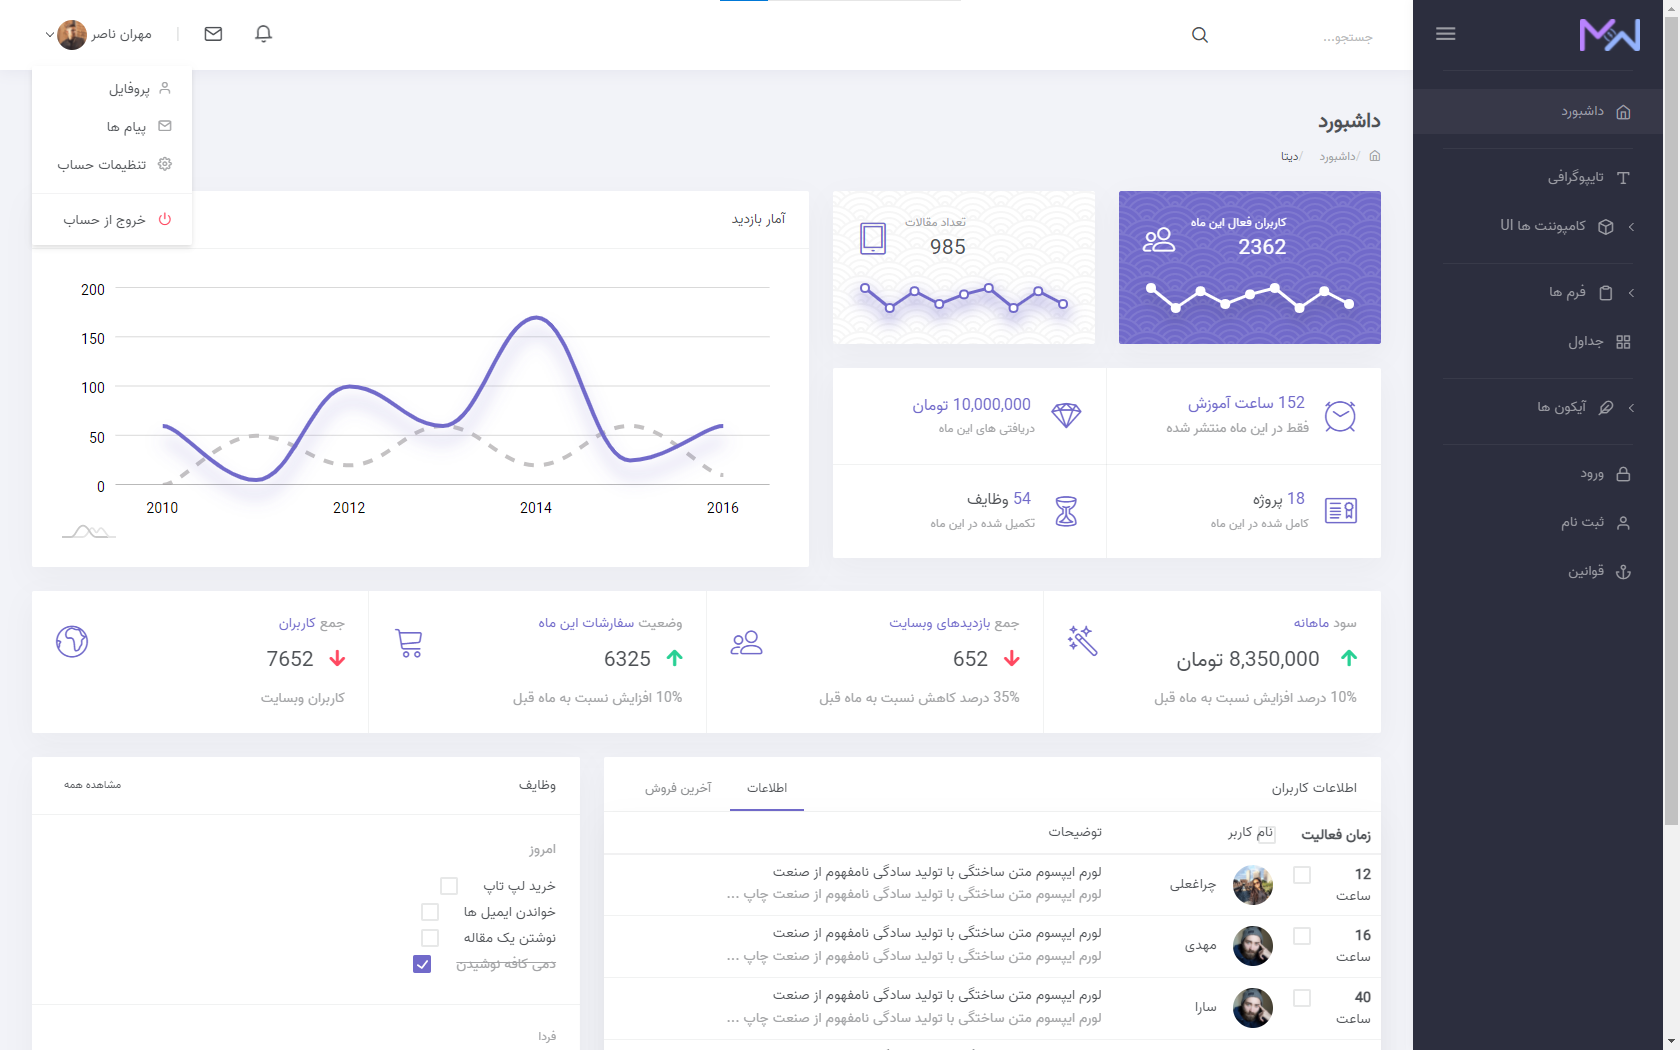 جستجو...
مهران ناصر
پروفایل
پیام ها
تنظیمات حساب
خروج از حساب
داشبورد
تایپوگرافی
کامپوننت ها UI
فرم ها
جداول
آیکون ها
ورود
ثبت نام
قوانین
داشبورد
داشبورد/ دیتا/
کاربران فعال این ماه
2362
تعداد مقالات
985
152 ساعت آموزش
فقط در این ماه منتشر شده
10,000,000 تومان
دریافتی های این ماه
18 پروژه
کامل شده در این ماه
54 وظایف
تکمیل شده در این ماه
آمار بازدید
200
150
100
50
0
2010 2012 2014 2016
سود ماهانه
8,350,000 تومان
10% درصد افزایش نسبت به ماه قبل
جمع بازدیدهای وبسایت
652
35% درصد کاهش نسبت به ماه قبل
وضعیت سفارشات این ماه
6325
10% افزایش نسبت به ماه قبل
جمع کاربران
7652
کاربران وبسایت
اطلاعات کاربران
اطلاعات
آخرین فروش
زمان فعالیت نام کاربر توضیحات
12 ساعت
چراغعلی
لورم ایپسوم متن ساختگی با تولید سادگی نامفهوم از صنعت
لورم ایپسوم متن ساختگی با تولید سادگی نامفهوم از صنعت چاپ ...
16 ساعت
مهدی
لورم ایپسوم متن ساختگی با تولید سادگی نامفهوم از صنعت
لورم ایپسوم متن ساختگی با تولید سادگی نامفهوم از صنعت چاپ ...
40 ساعت
سارا
لورم ایپسوم متن ساختگی با تولید سادگی نامفهوم از صنعت
لورم ایپسوم متن ساختگی با تولید سادگی نامفهوم از صنعت چاپ ...
وظایف
مشاهده همه
امروز
خرید لپ تاپ
خواندن ایمیل ها
نوشتن یک مقاله
دمی کافه نوشیدن
فردا